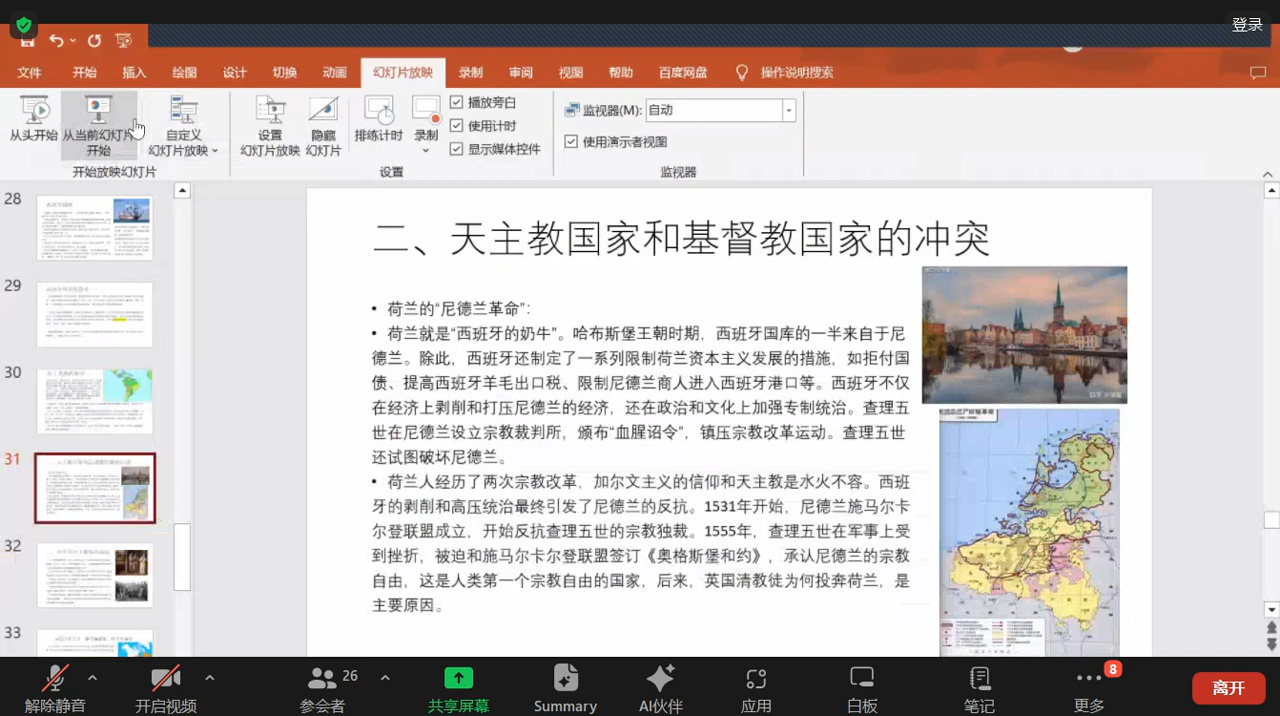 登录
文件 开始 插入 绘图 设计 切换 动画 幻灯片放映 录制 审阅 视图 帮助 百度网盘 操作说明搜索
从头开始 从当前幻灯片 开始 自定义 幻灯片放映 设置 幻灯片放映 隐藏 幻灯片 排练计时 录制
播放旁白
使用计时
显示媒体控件
监视器(M): 自动
使用演示者视图
开始放映幻灯片 设置 监视器
28
29
30
31
32
33
二、天主教国家和基督教国家的冲突
• 荷兰的“尼德兰革命”:
• 荷兰就是“西班牙的奶牛”。哈布斯堡王朝时期，西班牙国库的一半来自于尼
德兰。除此，西班牙还制定了一系列限制荷兰资本主义发展的措施，如拒付国
债、提高西班牙羊毛出口税、限制尼德兰商人进入西班牙港口等。西班牙不仅
在经济上剥削和打压尼德兰的经济，还在政治和文化上加强专制统治。查理五
世在尼德兰设立宗教裁判所，颁布“血腥诏令”，镇压宗教改革运动。查理五世
还试图破坏尼德兰。
荷兰人经历了两次宗教改革，加尔文主义的信仰和天主教是水火不容。西班
牙的剥削和高压统治最终引发了尼德兰的反抗。1531年2月，尼德兰施马尔卡
尔登联盟成立，开始反抗查理五世的宗教独裁。1555年，查理五世在军事上受
到挫折，被迫和施马尔卡尔登联盟签订《奥格斯堡和约》，承认尼德兰的宗教
自由，这是人类第一个宗教自由的国家，后来，英国清教徒为何投奔荷兰，是
主要原因。
解除静音 开启视频 26 参会者 共享屏幕 Summary AI伙伴 应用 白板 笔记 8 更多 离开